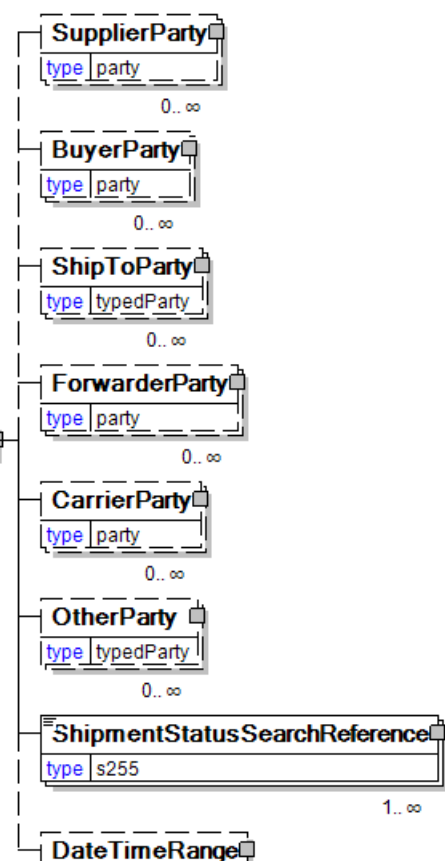 SupplierParty
type party
0.. ∞
BuyerParty
type party
0.. ∞
ShipToParty
type typedParty
0.. ∞
ForwarderParty
type party
0.. ∞
CarrierParty
type party
0.. ∞
OtherParty
type typedParty
0.. ∞
ShipmentStatusSearchReference
type s255
1.. ∞
DateTimeRange